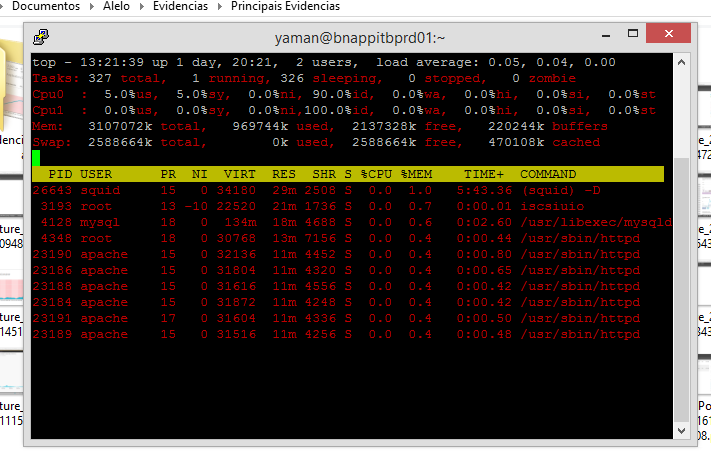 Documentos › Alelo › Evidencias › Principais Evidencias
yaman@bnappitbprd01:~
top - 13:21:39 up 1 day, 20:21,  2 users,  load average: 0.05, 0.04, 0.00
Tasks: 327 total,   1 running, 326 sleeping,   0 stopped,   0 zombie
Cpu0  :  5.0%us,  5.0%sy,  0.0%ni, 90.0%id,  0.0%wa,  0.0%hi,  0.0%si,  0.0%st
Cpu1  :  0.0%us,  0.0%sy,  0.0%ni,100.0%id,  0.0%wa,  0.0%hi,  0.0%si,  0.0%st
Mem:   3107072k total,   969744k used,  2137328k free,   220244k buffers
Swap:  2588664k total,        0k used,  2588664k free,   470108k cached
PID USER      PR  NI  VIRT  RES  SHR S %CPU %MEM    TIME+  COMMAND
26643 squid     15   0 34180  29m 2508 S  0.0  1.0   5:43.36 (squid) -D
3193 root      13 -10 22520  21m 1736 S  0.0  0.7   0:00.01 iscsiuio
4128 mysql     18   0  134m  18m 4688 S  0.0  0.6   0:02.60 /usr/libexec/mysqld
4348 root      18   0 30768  13m 7156 S  0.0  0.4   0:00.44 /usr/sbin/httpd
23190 apache    15   0 32136  11m 4452 S  0.0  0.4   0:00.80 /usr/sbin/httpd
23186 apache    15   0 31804  11m 4320 S  0.0  0.4   0:00.65 /usr/sbin/httpd
23188 apache    15   0 31616  11m 4556 S  0.0  0.4   0:00.42 /usr/sbin/httpd
23184 apache    15   0 31872  11m 4248 S  0.0  0.4   0:00.42 /usr/sbin/httpd
23191 apache    17   0 31604  11m 4336 S  0.0  0.4   0:00.50 /usr/sbin/httpd
23189 apache    15   0 31516  11m 4256 S  0.0  0.4   0:00.48 /usr/sbin/httpd